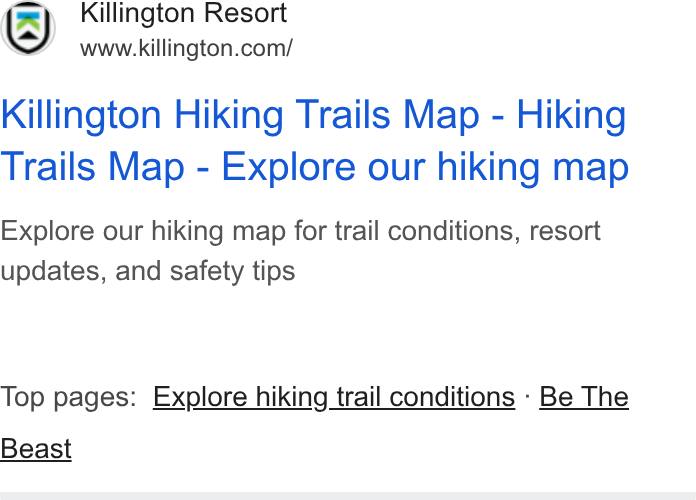 Killington Resort
www.killington.com/
Killington Hiking Trails Map - Hiking
Trails Map - Explore our hiking map
Explore our hiking map for trail conditions, resort
updates, and safety tips
Top pages: Explore hiking trail conditions · Be The
Beast